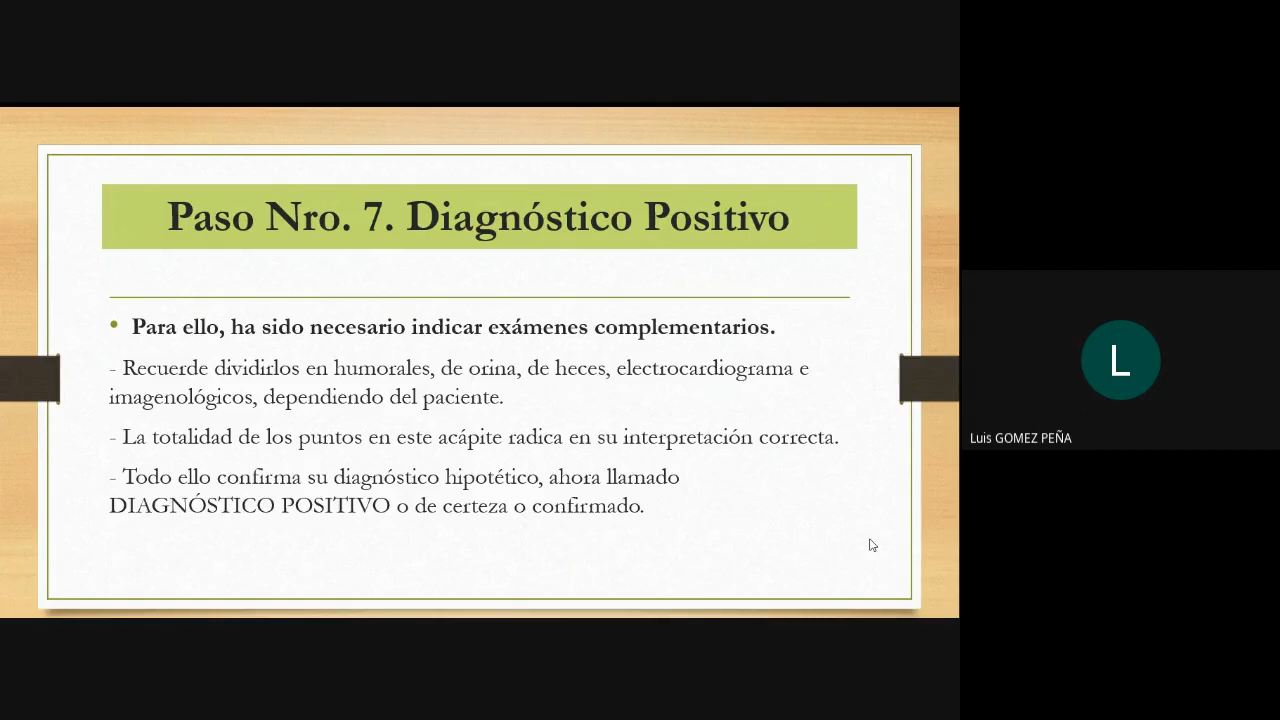 Paso Nro. 7. Diagnóstico Positivo
• Para ello, ha sido necesario indicar exámenes complementarios.
- Recuerde dividirlos en humorales, de orina, de heces, electrocardiograma e
imagenológicos, dependiendo del paciente.
- La totalidad de los puntos en este acápite radica en su interpretación correcta.
- Todo ello confirma su diagnóstico hipotético, ahora llamado
DIAGNÓSTICO POSITIVO o de certeza o confirmado.
L
Luis GOMEZ PEÑA